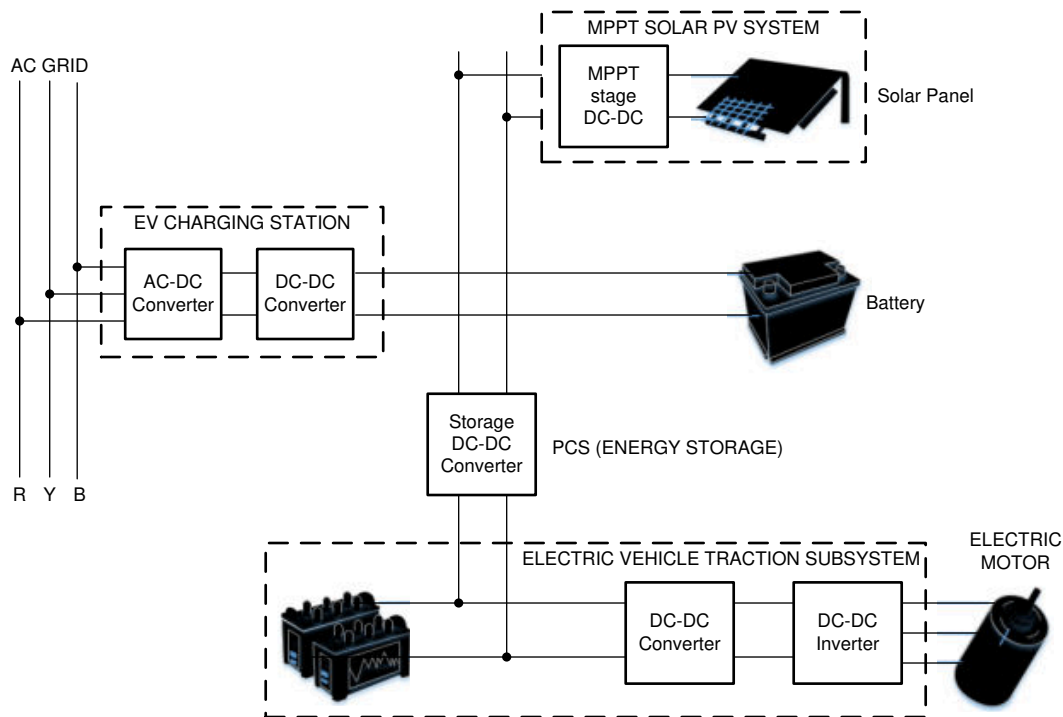 MPPT SOLAR PV SYSTEM
AC GRID
MPPT
stage
DC-DC
Solar Panel
EV CHARGING STATION
AC-DC
Converter
DC-DC
Converter
Battery
Storage
DC-DC
Converter
PCS (ENERGY STORAGE)
R Y B
ELECTRIC VEHICLE TRACTION SUBSYSTEM
ELECTRIC
MOTOR
DC-DC
Converter
DC-DC
Inverter